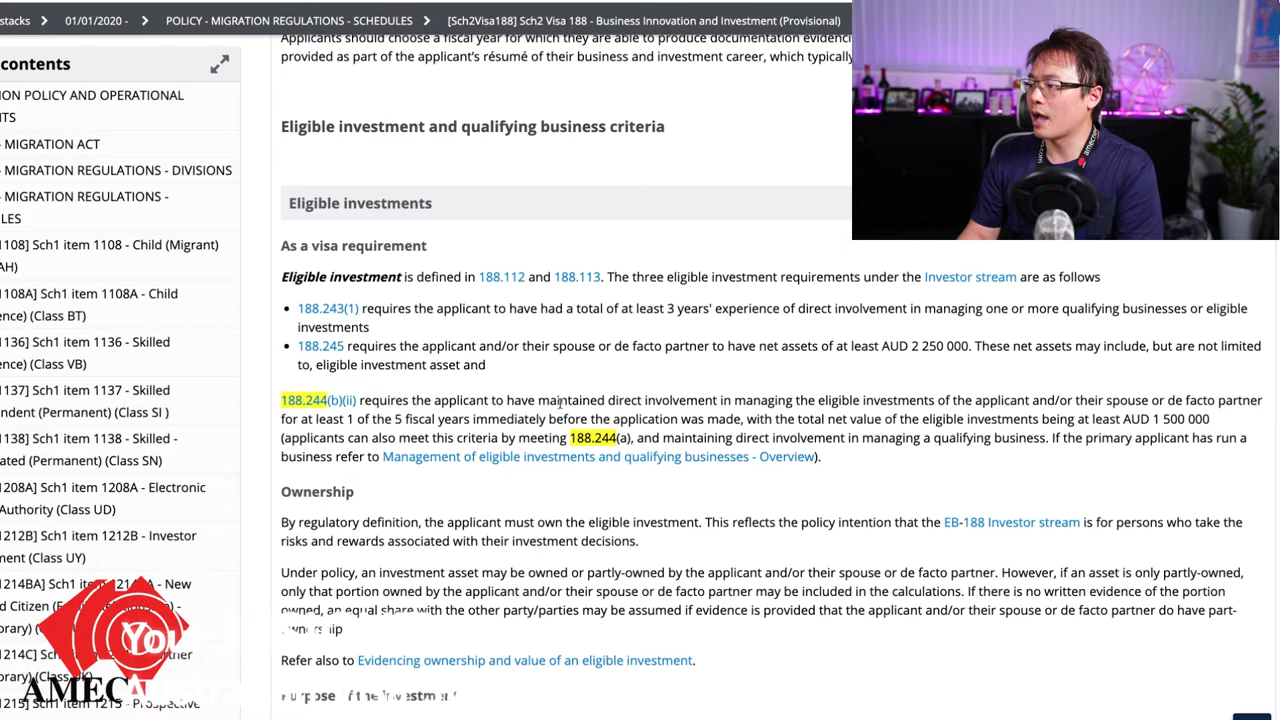 stacks > 01/01/2020 - > POLICY - MIGRATION REGULATIONS - SCHEDULES > [Sch2Visa188] Sch2 Visa 188 - Business Innovation and Investment (Provisional)
contents
ION POLICY AND OPERATIONAL
TS
- MIGRATION ACT
- MIGRATION REGULATIONS - DIVISIONS
- MIGRATION REGULATIONS -
LES
1108] Sch1 item 1108 - Child (Migrant)
AH)
1108A] Sch1 item 1108A - Child
ence) (Class BT)
1136] Sch1 item 1136 - Skilled
ence) (Class VB)
1137] Sch1 item 1137 - Skilled
ndent (Permanent) (Class SI )
1138] Sch1 item 1138 - Skilled
ated (Permanent) (Class SN)
1208A] Sch1 item 1208A - Electronic
Authority (Class UD)
1212B] Sch1 item 1212B - Investor
ment (Class UY)
1214BA] Sch1 - New
d Citizen
1214C]
1215] Sch1 item 1215 - Prospective
Applicants should choose a fiscal year for which they are able to produce documentation evidenci
provided as part of the applicant's résumé of their business and investment career, which typicall
Eligible investment and qualifying business criteria
Eligible investments
As a visa requirement
Eligible investment is defined in 188.112 and 188.113. The three eligible investment requirements under the Investor stream are as follows
• 188.243(1) requires the applicant to have had a total of at least 3 years' experience of direct involvement in managing one or more qualifying businesses or eligible
investments
• 188.245 requires the applicant and/or their spouse or de facto partner to have net assets of at least AUD 2 250 000. These net assets may include, but are not limited
to, eligible investment asset and
188.244(b)(ii) requires the applicant to have maintained direct involvement in managing the eligible investments of the applicant and/or their spouse or de facto partner
for at least 1 of the 5 fiscal years immediately before the application was made, with the total net value of the eligible investments being at least AUD 1 500 000
(applicants can also meet this criteria by meeting 188.244(a), and maintaining direct involvement in managing a qualifying business. If the primary applicant has run a
business refer to Management of eligible investments and qualifying businesses - Overview).
Ownership
By regulatory definition, the applicant must own the eligible investment. This reflects the policy intention that the EB-188 Investor stream is for persons who take the
risks and rewards associated with their investment decisions.
Under policy, an investment asset may be owned or partly-owned by the applicant and/or their spouse or de facto partner. However, if an asset is only partly-owned,
only that portion owned by the applicant and/or their spouse or de facto partner may be included in the calculations. If there is no written evidence of the portion
owned, an equal share with the other party/parties may be assumed if evidence is provided that the applicant and/or their spouse or de facto partner do have part-
ownership
Refer also to Evidencing ownership and value of an eligible investment.
Purpose of the investment
AMEC